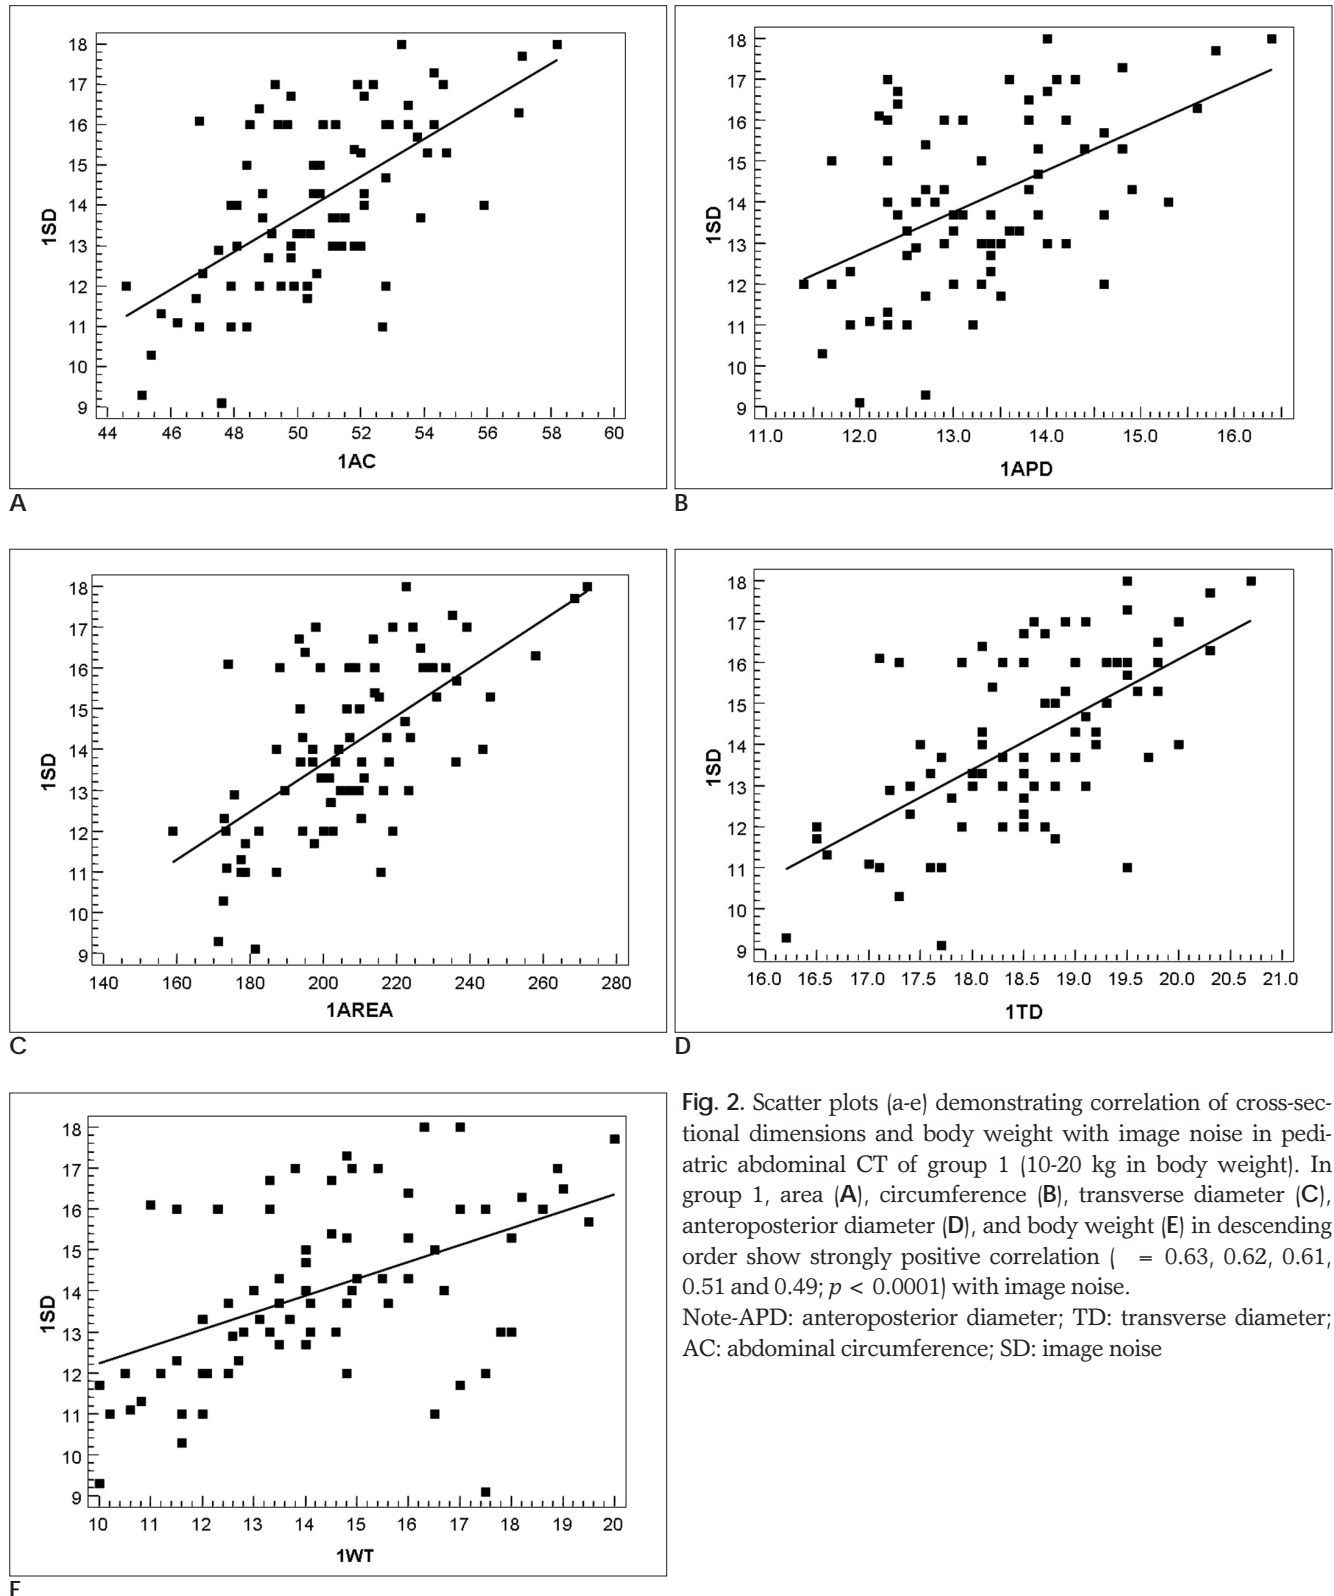 18
17
16
15
14
13
12
11
10
9
1SD
44 46 48 50 52 54 56 58 60
1AC
A
18
17
16
15
14
13
12
11
10
9
1SD
11.0 12.0 13.0 14.0 15.0 16.0
1APD
B
18
17
16
15
14
13
12
11
10
9
1SD
140 160 180 200 220 240 260 280
1AREA
C
18
17
16
15
14
13
12
11
10
9
1SD
16.0 16.5 17.0 17.5 18.0 18.5 19.0 19.5 20.0 20.5 21.0
1TD
D
18
17
16
15
14
13
12
11
10
9
1SD
10 11 12 13 14 15 16 17 18 19 20
1WT
E
Fig. 2. Scatter plots (a-e) demonstrating correlation of cross-sec-
tional dimensions and body weight with image noise in pedi-
atric abdominal CT of group 1 (10-20 kg in body weight). In
group 1, area (A), circumference (B), transverse diameter (C),
anteroposterior diameter (D), and body weight (E) in descending
order show strongly positive correlation ( = 0.63, 0.62, 0.61,
0.51 and 0.49; p < 0.0001) with image noise.
Note-APD: anteroposterior diameter; TD: transverse diameter;
AC: abdominal circumference; SD: image noise